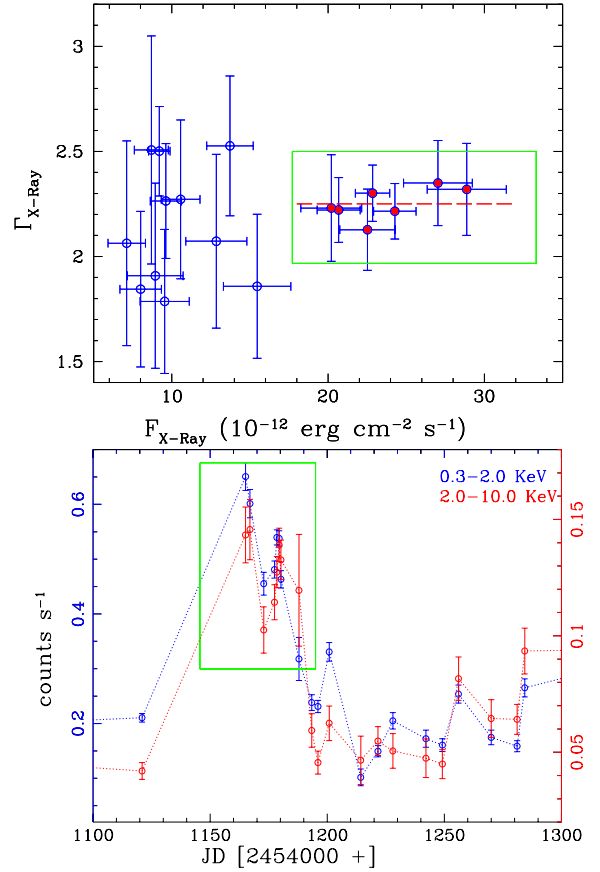 3
2.5
2
1.5
Γ_X-Ray
10 20 30
F_X-Ray (10⁻¹² erg cm⁻² s⁻¹)
0.3-2.0 KeV
2.0-10.0 KeV
0.6
0.4
0.2
counts s⁻¹
0.15
0.1
0.05
1100 1150 1200 1250 1300
JD [2454000 +]